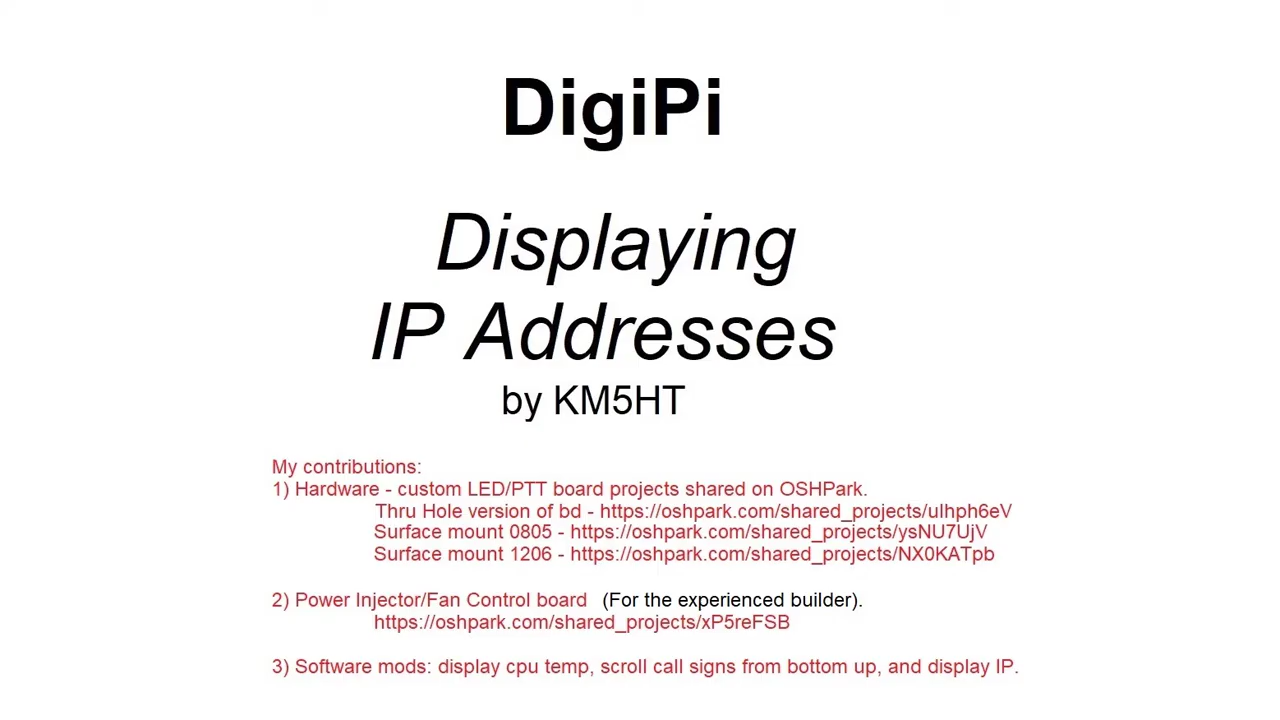 DigiPi
Displaying
IP Addresses
by KM5HT
My contributions:
1) Hardware - custom LED/PTT board projects shared on OSHPark.
Thru Hole version of bd - https://oshpark.com/shared_projects/uIhph6eV
Surface mount 0805 - https://oshpark.com/shared_projects/ysNU7UjV
Surface mount 1206 - https://oshpark.com/shared_projects/NX0KATpb
2) Power Injector/Fan Control board (For the experienced builder).
https://oshpark.com/shared_projects/xP5reFSB
3) Software mods: display cpu temp, scroll call signs from bottom up, and display IP.